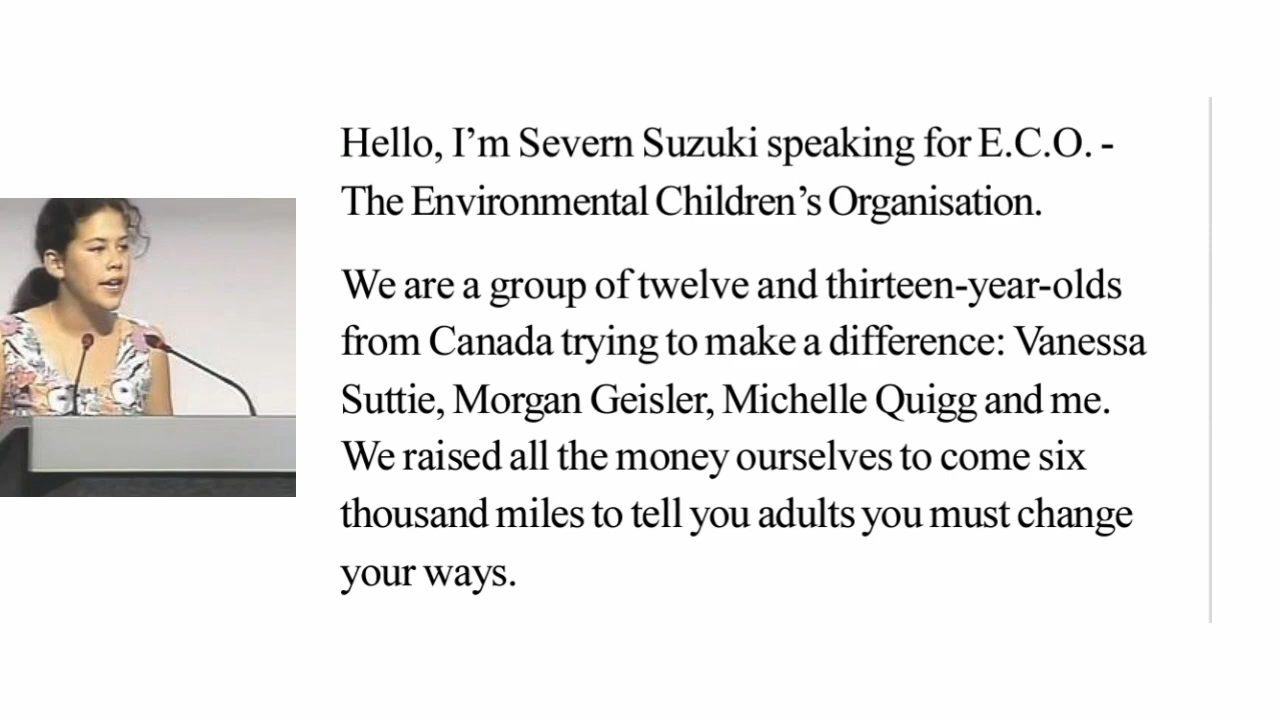 Hello, I’m Severn Suzuki speaking for E.C.O. -
The Environmental Children’s Organisation.
We are a group of twelve and thirteen-year-olds
from Canada trying to make a difference: Vanessa
Suttie, Morgan Geisler, Michelle Quigg and me.
We raised all the money ourselves to come six
thousand miles to tell you adults you must change
your ways.